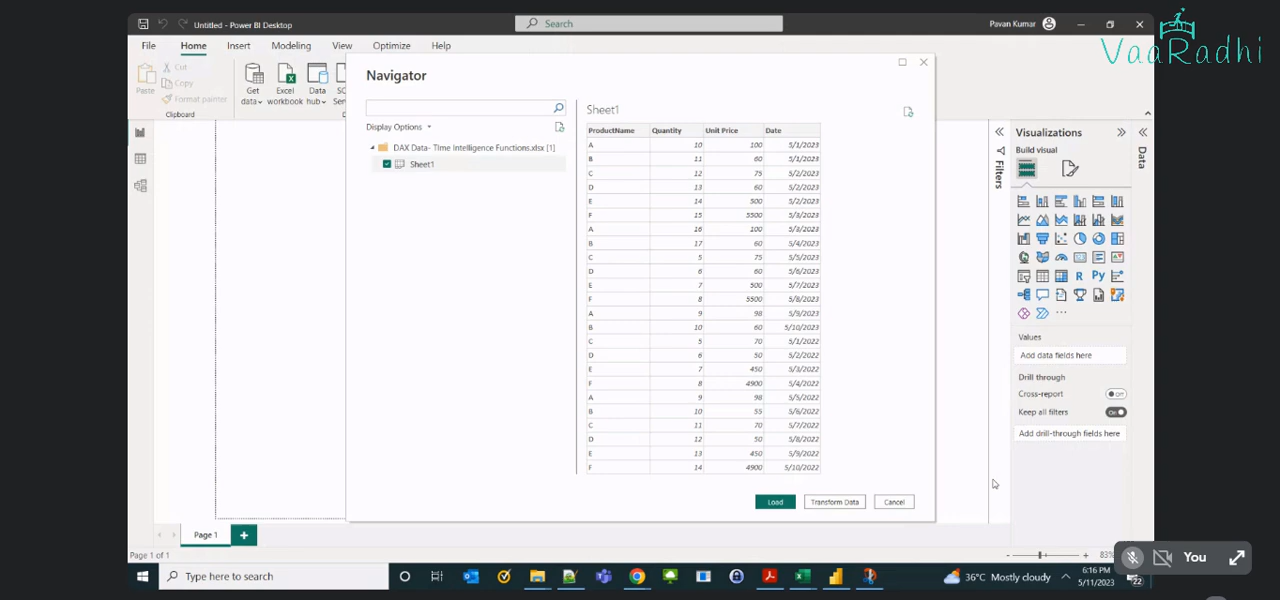 Untitled - Power BI Desktop
Search
Pavan Kumar
VaaRadhi
File Home Insert Modeling View Optimize Help
Paste
Cut
Copy
Format painter
Clipboard
Get data
Excel workbook
Data hub
Navigator
Display Options
DAX Data- Time Intelligence Functions.xlsx [1]
Sheet1
Sheet1
ProductName Quantity Unit Price Date
A 10 100 5/1/2023
B 11 60 5/1/2023
C 12 75 5/2/2023
D 13 60 5/2/2023
E 14 500 5/2/2023
F 15 5500 5/3/2023
A 16 100 5/3/2023
B 17 60 5/4/2023
C 5 75 5/5/2023
D 6 60 5/6/2023
E 7 500 5/7/2023
F 8 5500 5/8/2023
A 9 98 5/9/2023
B 10 60 5/10/2023
C 5 70 5/1/2022
D 6 50 5/2/2022
E 7 450 5/3/2022
F 8 4900 5/4/2022
A 9 98 5/5/2022
B 10 55 5/6/2022
C 11 70 5/7/2022
D 12 50 5/8/2022
E 13 450 5/9/2022
F 14 4900 5/10/2022
Load
Transform Data
Cancel
Filters
Visualizations
Build visual
R
Py
Values
Add data fields here
Drill through
Cross-report
Off
Keep all filters
On
Add drill-through fields here
Data
Page 1
Page 1 of 1
83%
You
Type here to search
36°C Mostly cloudy
6:16 PM
5/11/2023
22